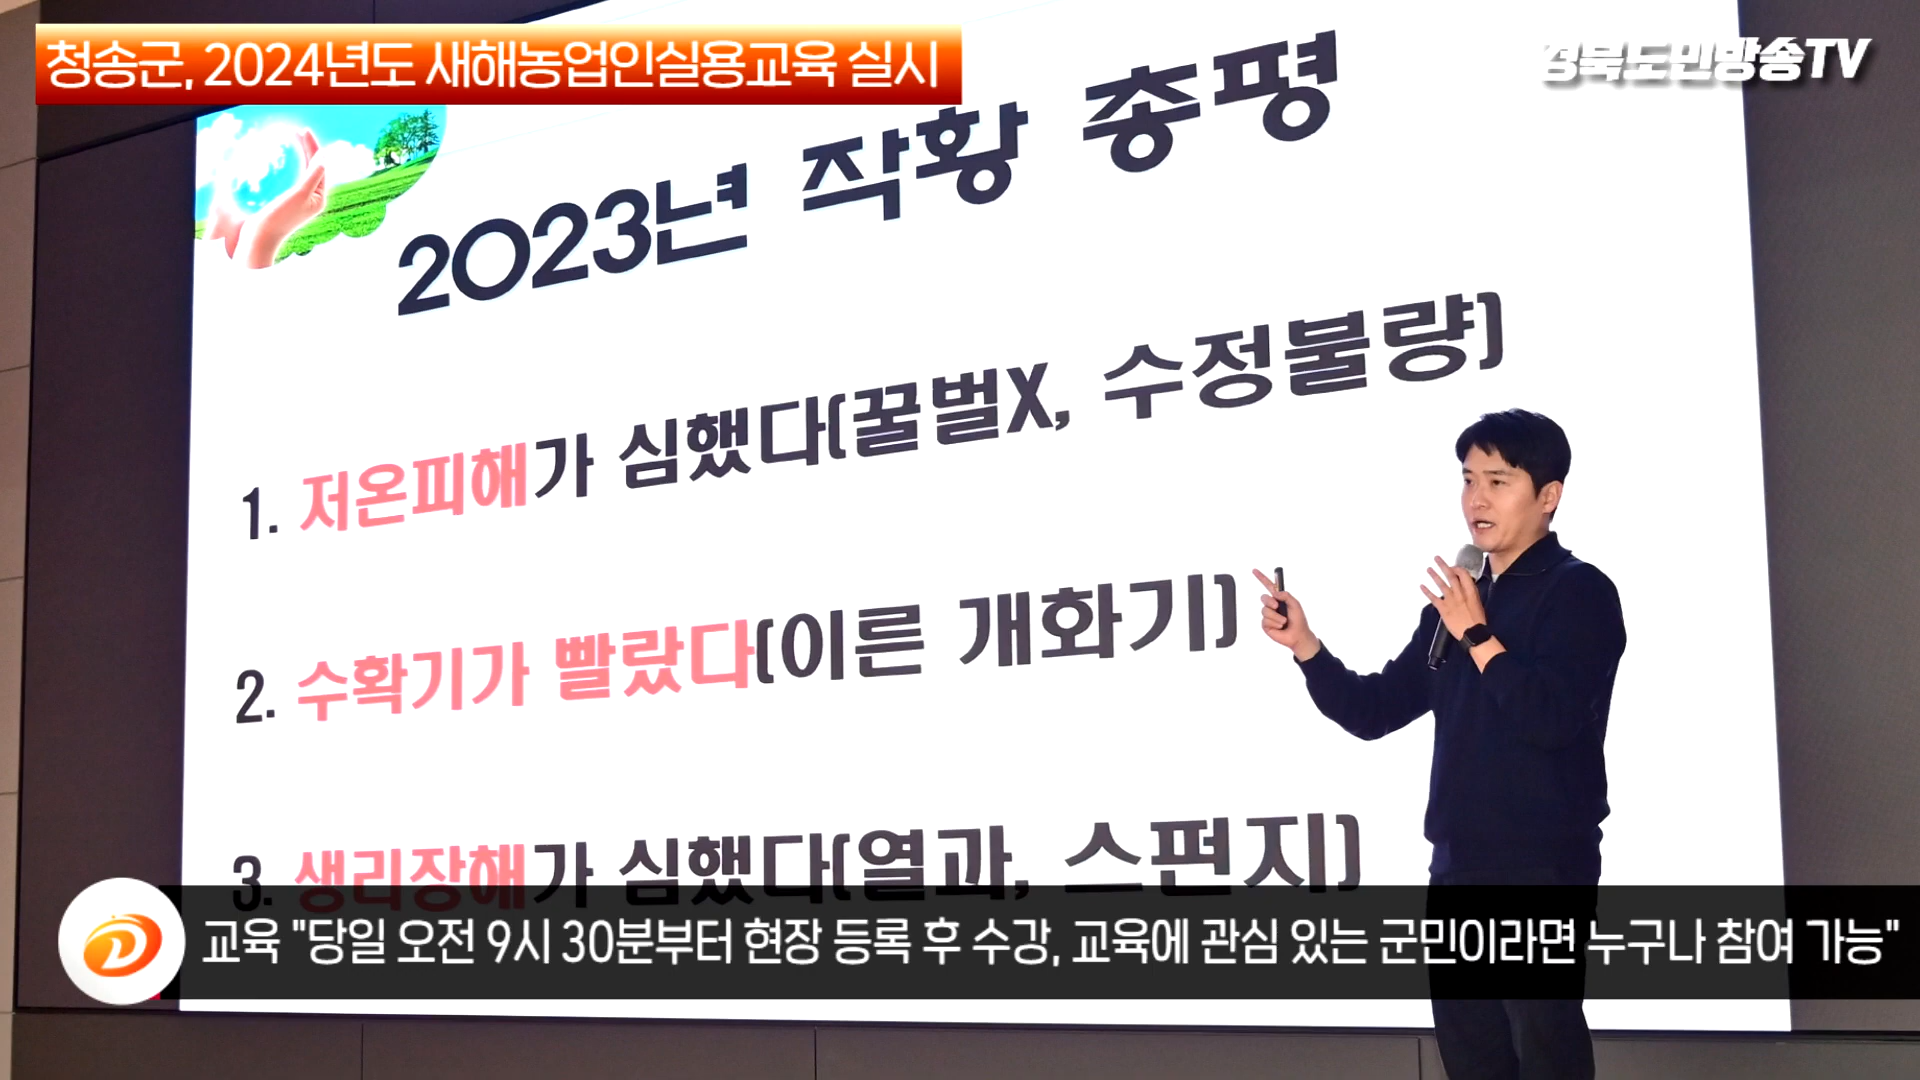 청송군, 2024년도 새해농업인실용교육 실시
경북도민방송TV
2023년 작황 총평
1. 저온피해가 심했다(꿀벌X, 수정불량)
2. 수확기가 빨랐다(이른 개화기)
3. 생리장해가 심했다(열과, 스펀지)
교육 "당일 오전 9시 30분부터 현장 등록 후 수강, 교육에 관심 있는 군민이라면 누구나 참여 가능"